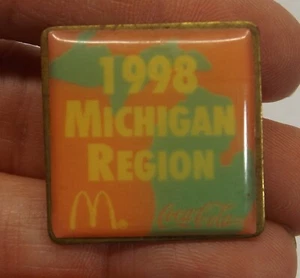 1998
MICHIGAN
REGION
M® Coca-Cola